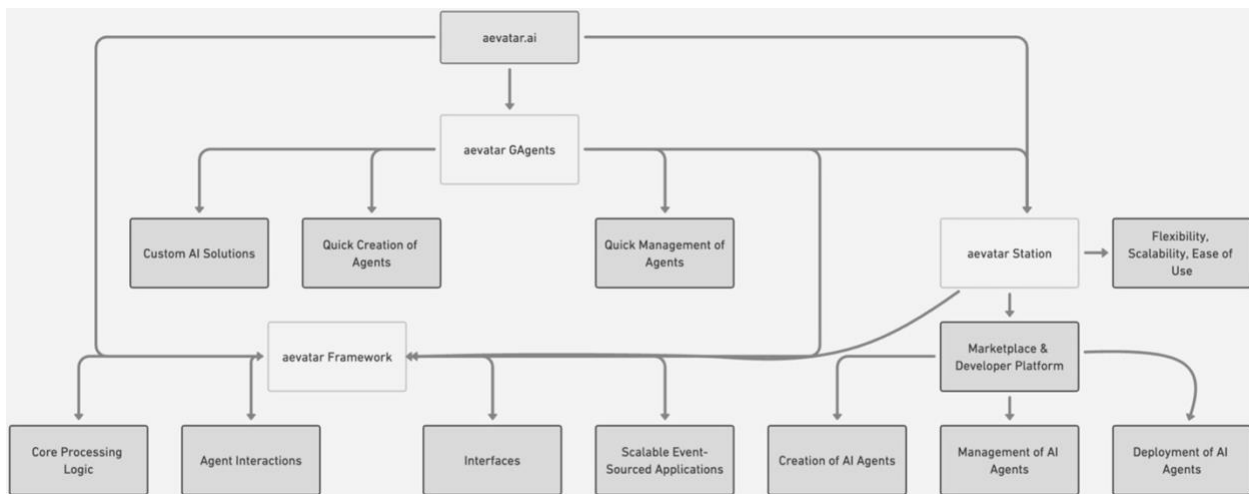 aevatar.ai
aevatar GAgents
Custom AI Solutions
Quick Creation of
Agents
Quick Management of
Agents
aevatar Station
Flexibility,
Scalability, Ease of
Use
aevatar Framework
Marketplace &
Developer Platform
Core Processing
Logic
Agent Interactions
Interfaces
Scalable Event-
Sourced Applications
Creation of AI Agents
Management of AI
Agents
Deployment of AI
Agents